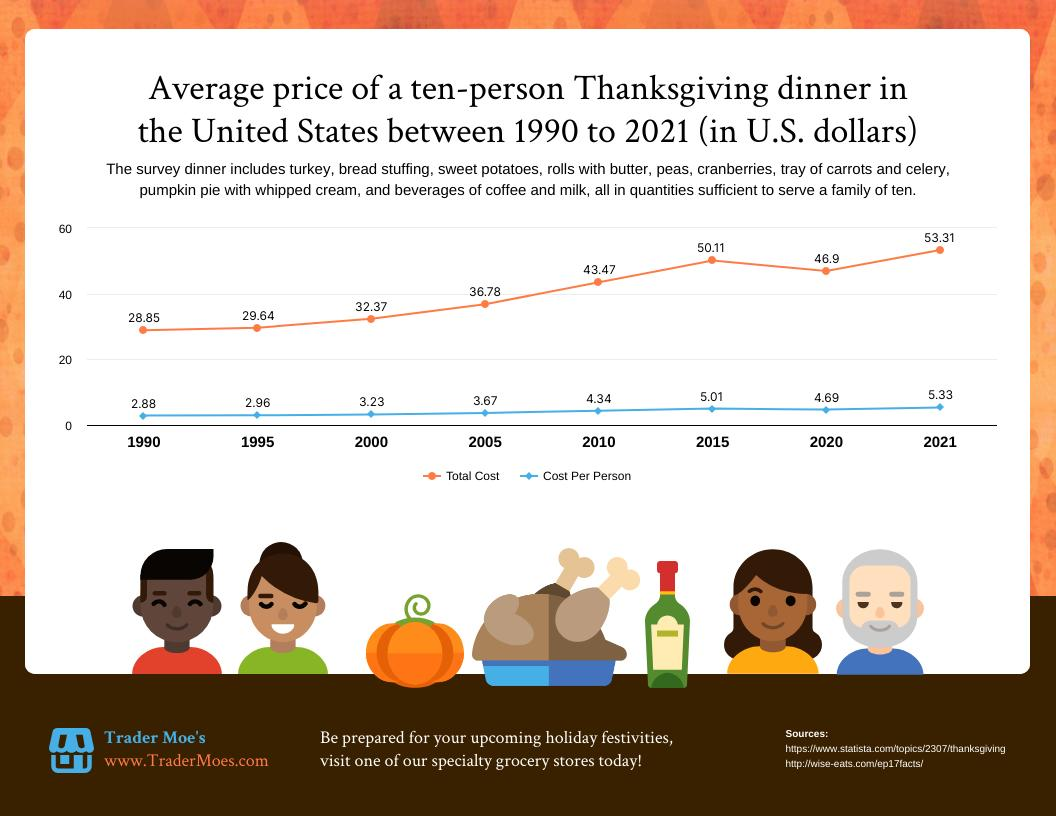 Average price of a ten-person Thanksgiving dinner in
the United States between 1990 to 2021 (in U.S. dollars)
The survey dinner includes turkey, bread stuffing, sweet potatoes, rolls with butter, peas, cranberries, tray of carrots and celery,
pumpkin pie with whipped cream, and beverages of coffee and milk, all in quantities sufficient to serve a family of ten.
60
40
20
0
28.85
29.64
32.37
36.78
43.47
50.11
46.9
53.31
2.88
2.96
3.23
3.67
4.34
5.01
4.69
5.33
1990
1995
2000
2005
2010
2015
2020
2021
Total Cost
Cost Per Person
Trader Moe's
www.TraderMoes.com
Be prepared for your upcoming holiday festivities,
visit one of our specialty grocery stores today!
Sources:
https://www.statista.com/topics/2307/thanksgiving
http://wise-eats.com/ep17facts/